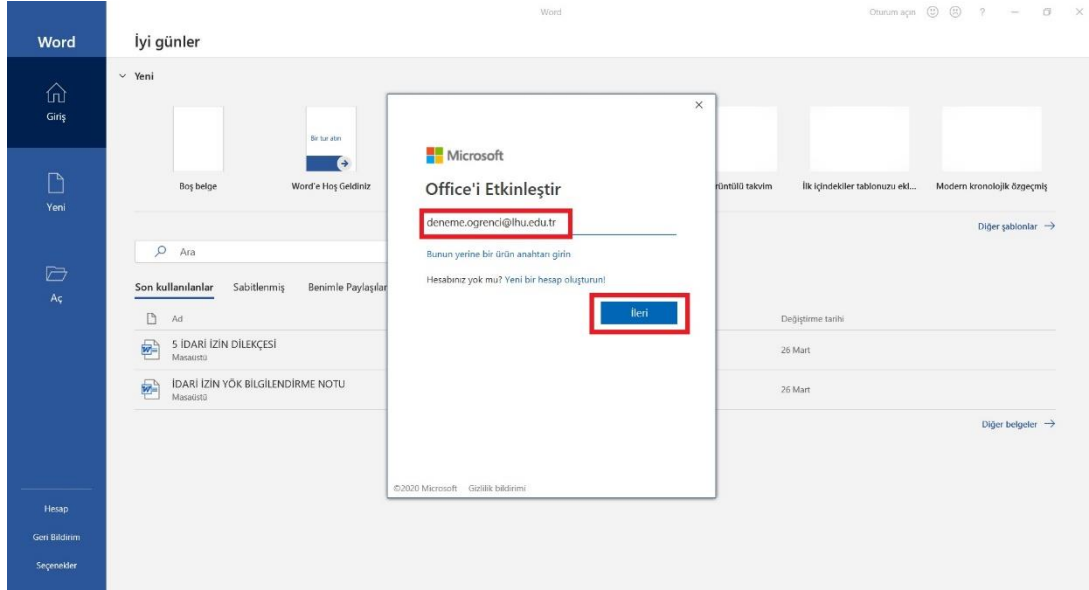 Word
Oturum açın
?
Word
İyi günler
Giriş
Yeni
Aç
Hesap
Geri Bildirim
Seçenekler
Yeni
Bir tur atın
Boş belge
Word'e Hoş Geldiniz
rüntülü takvim
İlk içindekiler tablonuzu ekl...
Modern kronolojik özgeçmiş
Diğer şablonlar
Ara
Son kullanılanlar Sabitlenmiş Benimle Paylaşılar
Ad
Değiştirme tarihi
5 İDARİ İZİN DİLEKÇESİ
Masaüstü
26 Mart
İDARİ İZİN YÖK BİLGİLENDİRME NOTU
Masaüstü
26 Mart
Diğer belgeler
Microsoft
Office'i Etkinleştir
deneme.ogrenci@lhu.edu.tr
Bunun yerine bir ürün anahtarı girin
Hesabınız yok mu? Yeni bir hesap oluşturun!
İleri
©2020 Microsoft Gizlilik bildirimi